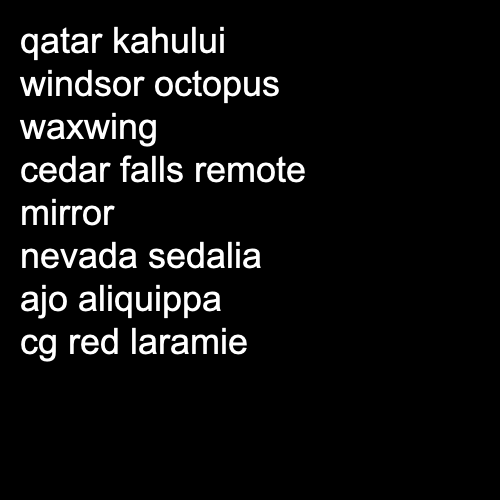 qatar kahului
windsor octopus
waxwing
cedar falls remote
mirror
nevada sedalia
ajo aliquippa
cg red laramie